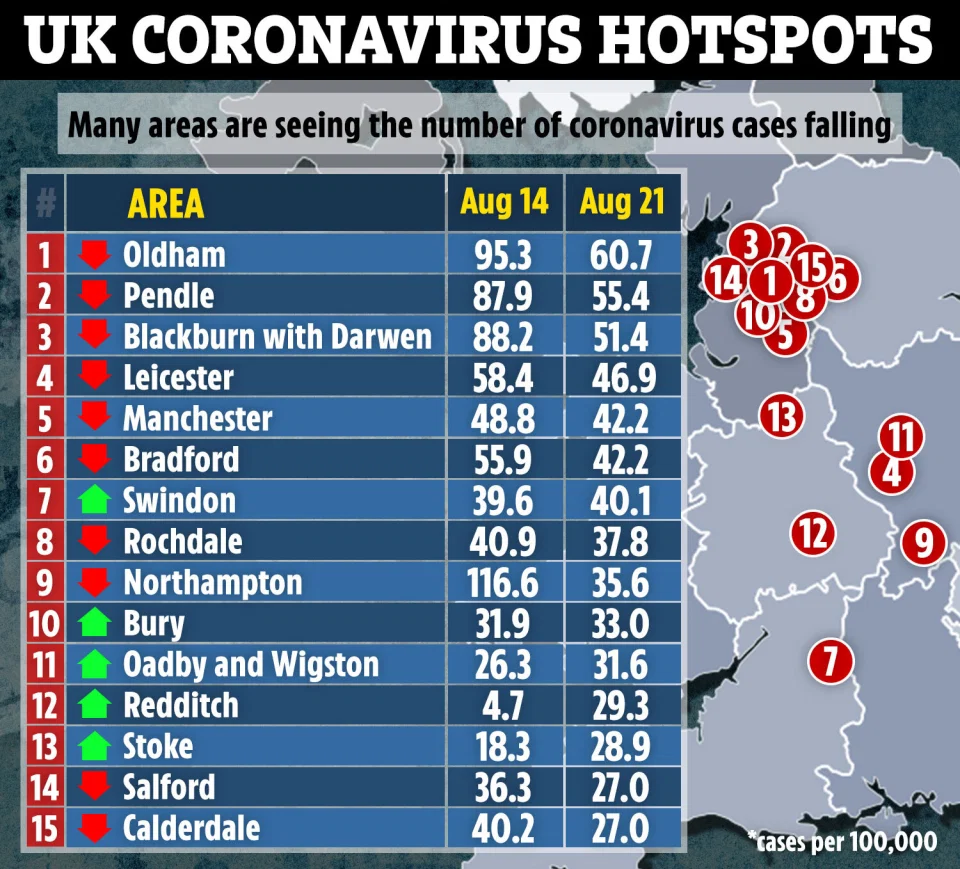 UK CORONAVIRUS HOTSPOTS
Many areas are seeing the number of coronavirus cases falling
# AREA Aug 14 Aug 21
1 Oldham 95.3 60.7
2 Pendle 87.9 55.4
3 Blackburn with Darwen 88.2 51.4
4 Leicester 58.4 46.9
5 Manchester 48.8 42.2
6 Bradford 55.9 42.2
7 Swindon 39.6 40.1
8 Rochdale 40.9 37.8
9 Northampton 116.6 35.6
10 Bury 31.9 33.0
11 Oadby and Wigston 26.3 31.6
12 Redditch 4.7 29.3
13 Stoke 18.3 28.9
14 Salford 36.3 27.0
15 Calderdale 40.2 27.0
3 2
14 1 15 6
10 8
5
13
11
4
12 9
7
*cases per 100,000